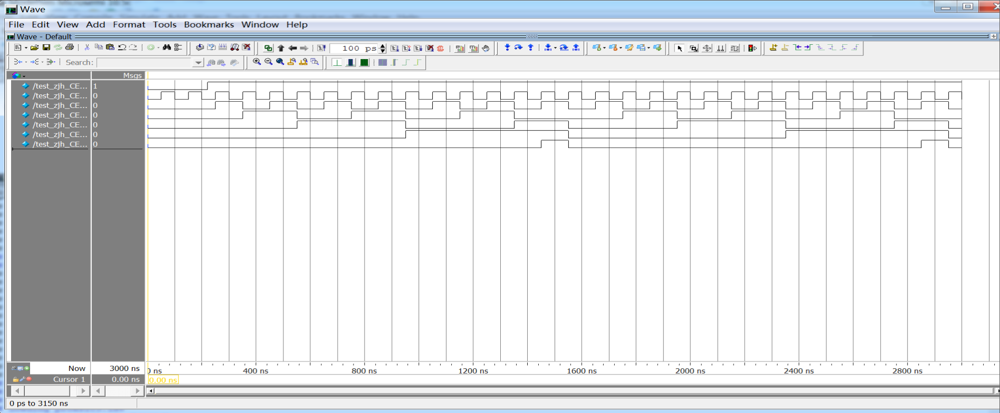 Wave
File Edit View Add Format Tools Bookmarks Window Help
Wave - Default
100 ps
Search:
Msgs
/test_zjh_CE... 1
/test_zjh_CE... 0
/test_zjh_CE... 0
/test_zjh_CE... 0
/test_zjh_CE... 0
/test_zjh_CE... 0
/test_zjh_CE... 0
Now 3000 ns
0 ns 400 ns 800 ns 1200 ns 1600 ns 2000 ns 2400 ns 2800 ns
Cursor 1 0.00 ns 0.00 ns
0 ps to 3150 ns